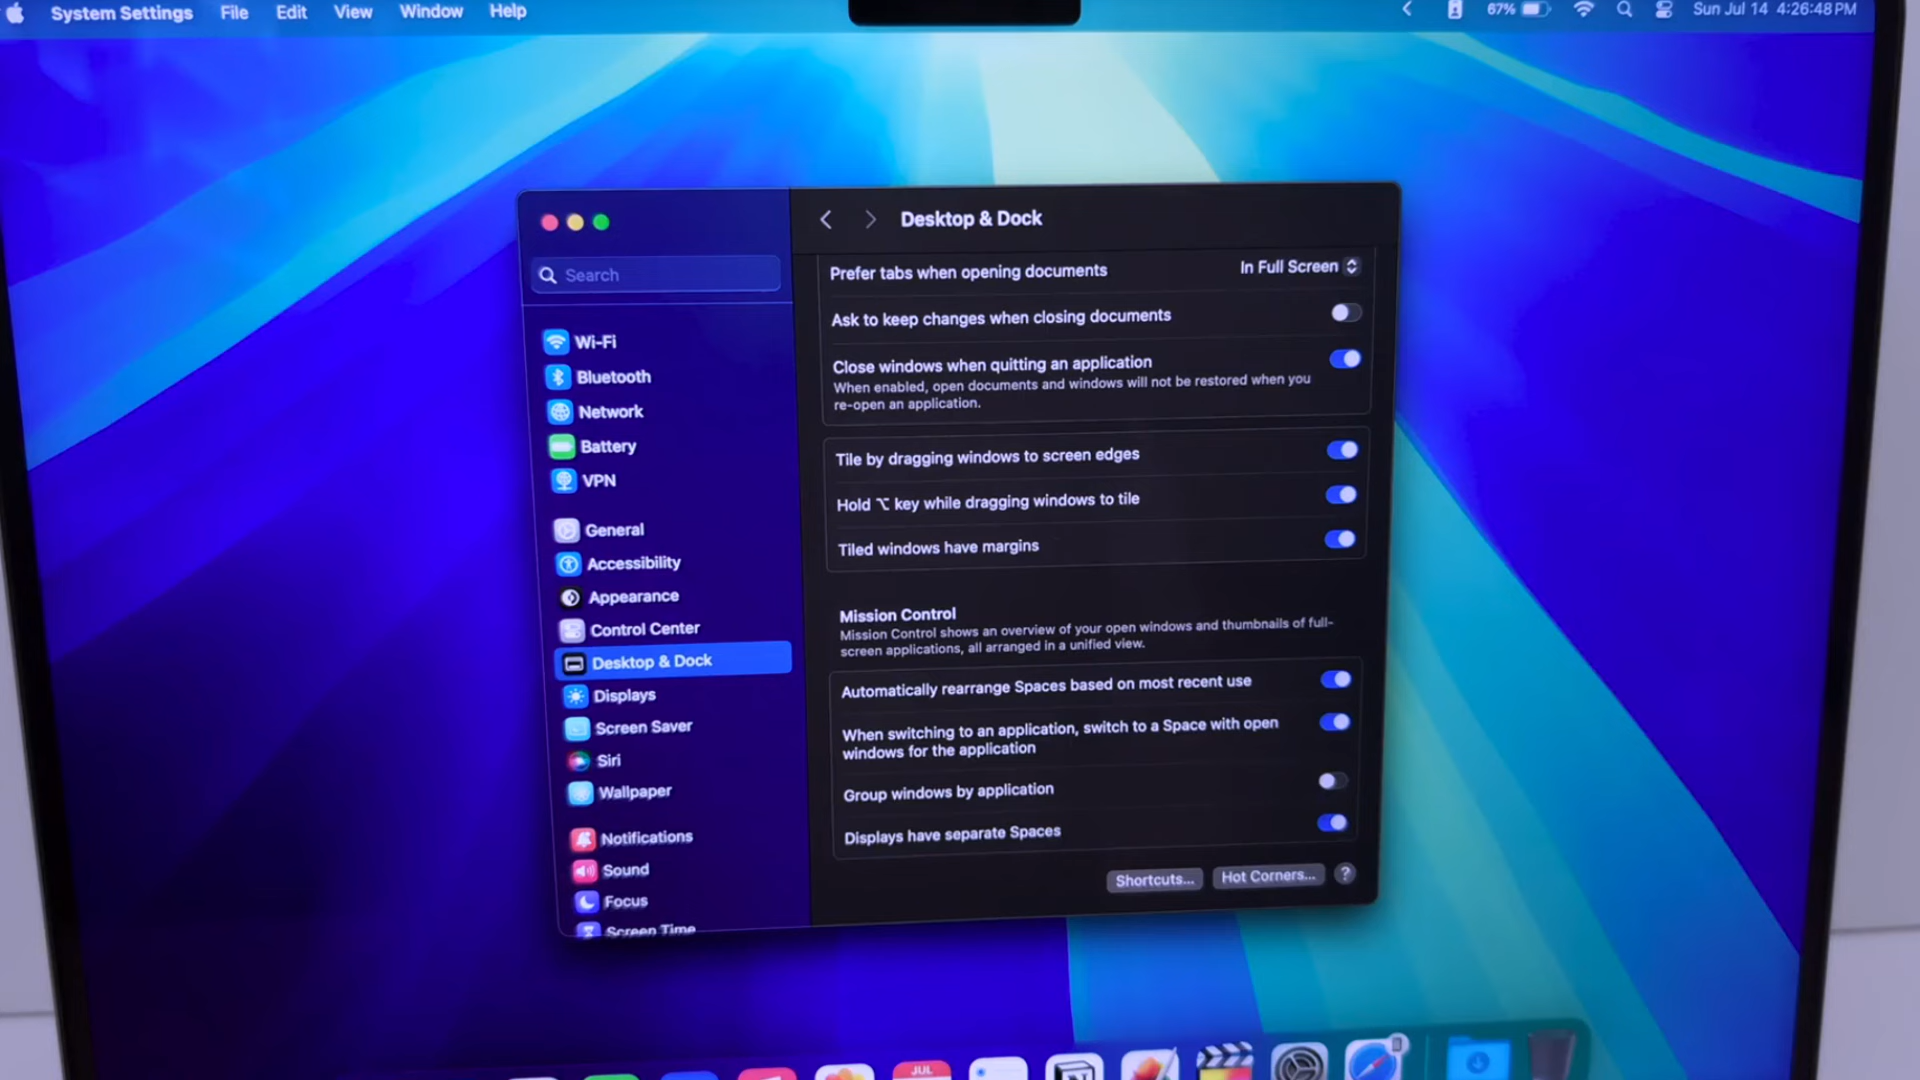 System Settings File Edit View Window Help 67% Sun Jul 14 4:26:48 PM
Desktop & Dock
Search
Wi-Fi
Bluetooth
Network
Battery
VPN
General
Accessibility
Appearance
Control Center
Desktop & Dock
Displays
Screen Saver
Siri
Wallpaper
Notifications
Sound
Focus
Screen Time
Prefer tabs when opening documents In Full Screen
Ask to keep changes when closing documents
Close windows when quitting an application
When enabled, open documents and windows will not be restored when you
re-open an application.
Tile by dragging windows to screen edges
Hold ⌥ key while dragging windows to tile
Tiled windows have margins
Mission Control
Mission Control shows an overview of your open windows and thumbnails of full-
screen applications, all arranged in a unified view.
Automatically rearrange Spaces based on most recent use
When switching to an application, switch to a Space with open
windows for the application
Group windows by application
Displays have separate Spaces
Shortcuts... Hot Corners... ?
JUL